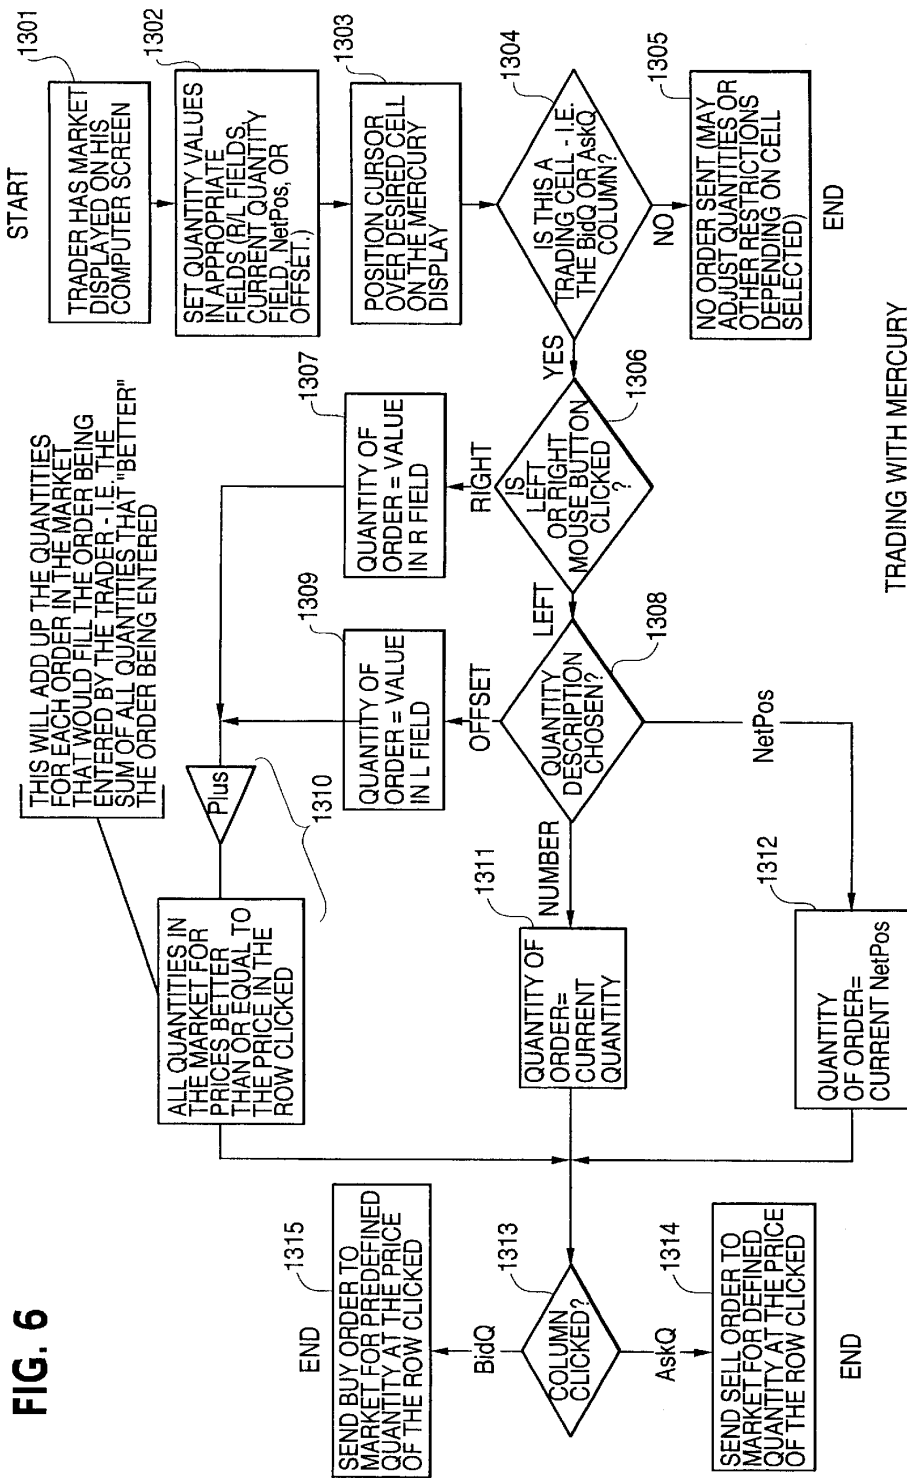 FIG. 6
START
1301
TRADER HAS MARKET
DISPLAYED ON HIS
COMPUTER SCREEN
1302
SET QUANTITY VALUES
IN APPROPRIATE
FIELDS (R/L FIELDS,
CURRENT QUANTITY
FIELD, NetPos, OR
OFFSET.)
1303
POSITION CURSOR
OVER DESIRED CELL
ON THE MERCURY
DISPLAY
1304
IS THIS A
TRADING CELL - I.E.
THE BidQ OR AskQ
COLUMN?
NO
1305
NO ORDER SENT (MAY
ADJUST QUANTITIES OR
OTHER RESTRICTIONS
DEPENDING ON CELL
SELECTED)
END
YES
1306
IS
LEFT
OR RIGHT
MOUSE BUTTON
CLICKED
?
RIGHT
1307
QUANTITY OF
ORDER = VALUE
IN R FIELD
LEFT
1308
QUANTITY
DESCRIPTION
CHOSEN?
OFFSET
1309
QUANTITY OF
ORDER = VALUE
IN L FIELD
THIS WILL ADD UP THE QUANTITIES
FOR EACH ORDER IN THE MARKET
THAT WOULD FILL THE ORDER BEING
ENTERED BY THE TRADER - I.E. THE
SUM OF ALL QUANTITIES THAT "BETTER"
THE ORDER BEING ENTERED
Plus
1310
ALL QUANTITIES IN
THE MARKET FOR
PRICES BETTER
THAN OR EQUAL TO
THE PRICE IN THE
ROW CLICKED
NUMBER
1311
QUANTITY OF
ORDER=
CURRENT
QUANTITY
NetPos
1312
QUANTITY
OF ORDER=
CURRENT NetPos
1313
COLUMN
CLICKED?
BidQ
1315
SEND BUY ORDER TO
MARKET FOR PREDEFINED
QUANTITY AT THE PRICE
OF THE ROW CLICKED
END
AskQ
1314
SEND SELL ORDER TO
MARKET FOR DEFINED
QUANTITY AT THE PRICE
OF THE ROW CLICKED
END
TRADING WITH MERCURY